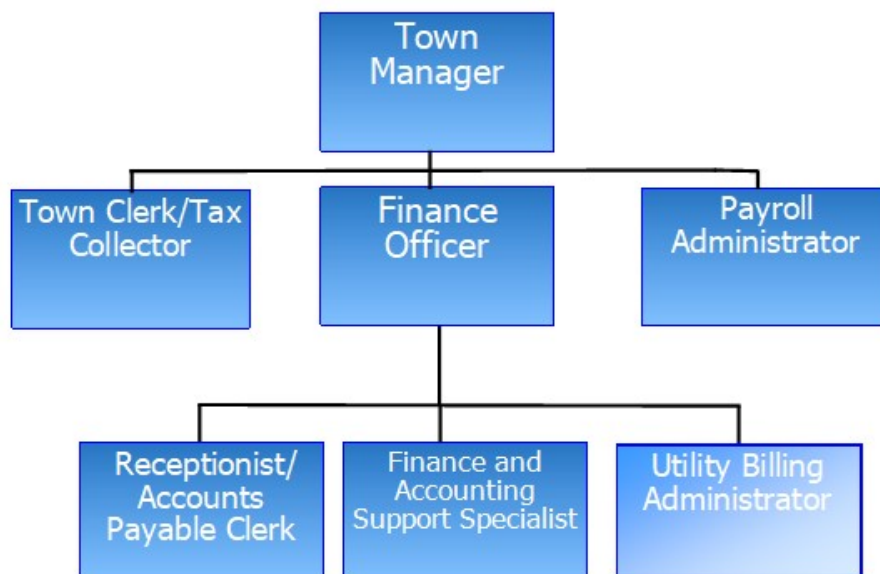 Town
Manager
Town Clerk/Tax
Collector
Finance
Officer
Payroll
Administrator
Receptionist/
Accounts
Payable Clerk
Finance and
Accounting
Support Specialist
Utility Billing
Administrator